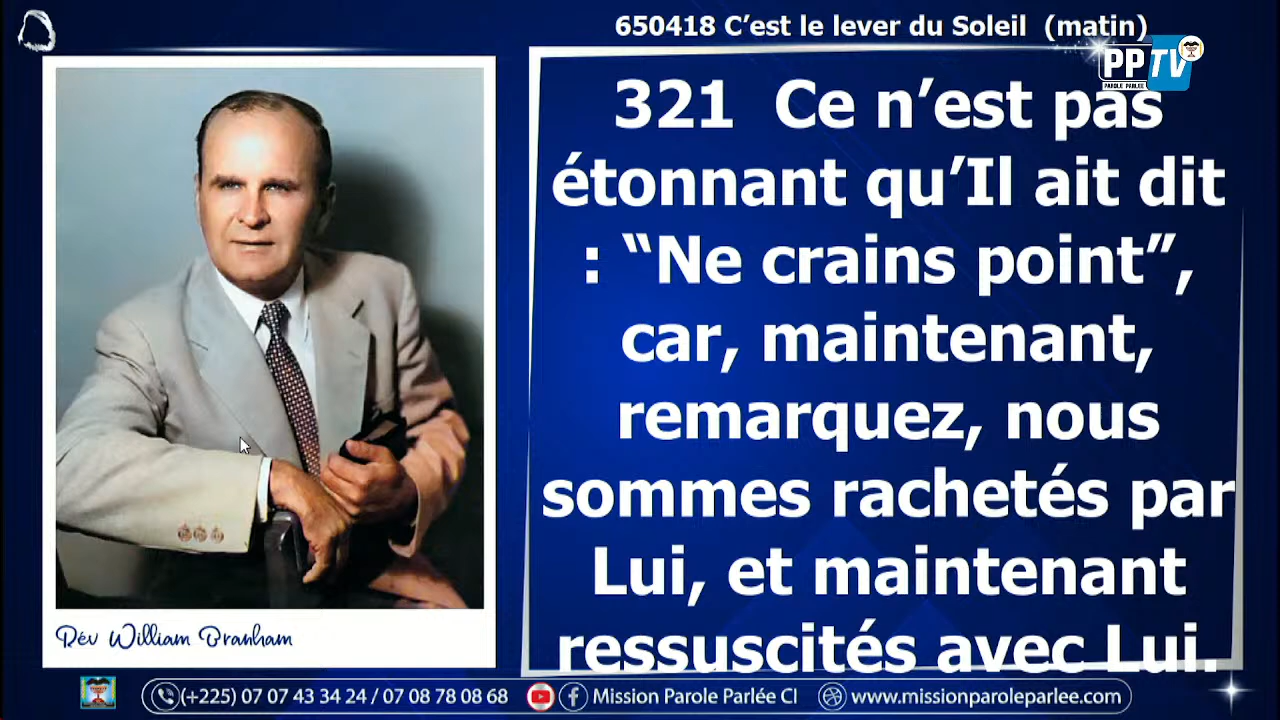 650418 C’est le lever du Soleil (matin)
PPTV
PAROLE PARLEE
321 Ce n’est pas
étonnant qu’Il ait dit
: “Ne crains point”,
car, maintenant,
remarquez, nous
sommes rachetés par
Lui, et maintenant
ressuscités avec Lui.
Rév William Branham
(+225) 07 07 43 34 24 / 07 08 78 08 68 Mission Parole Parlée CI www.missionparoleparlee.com